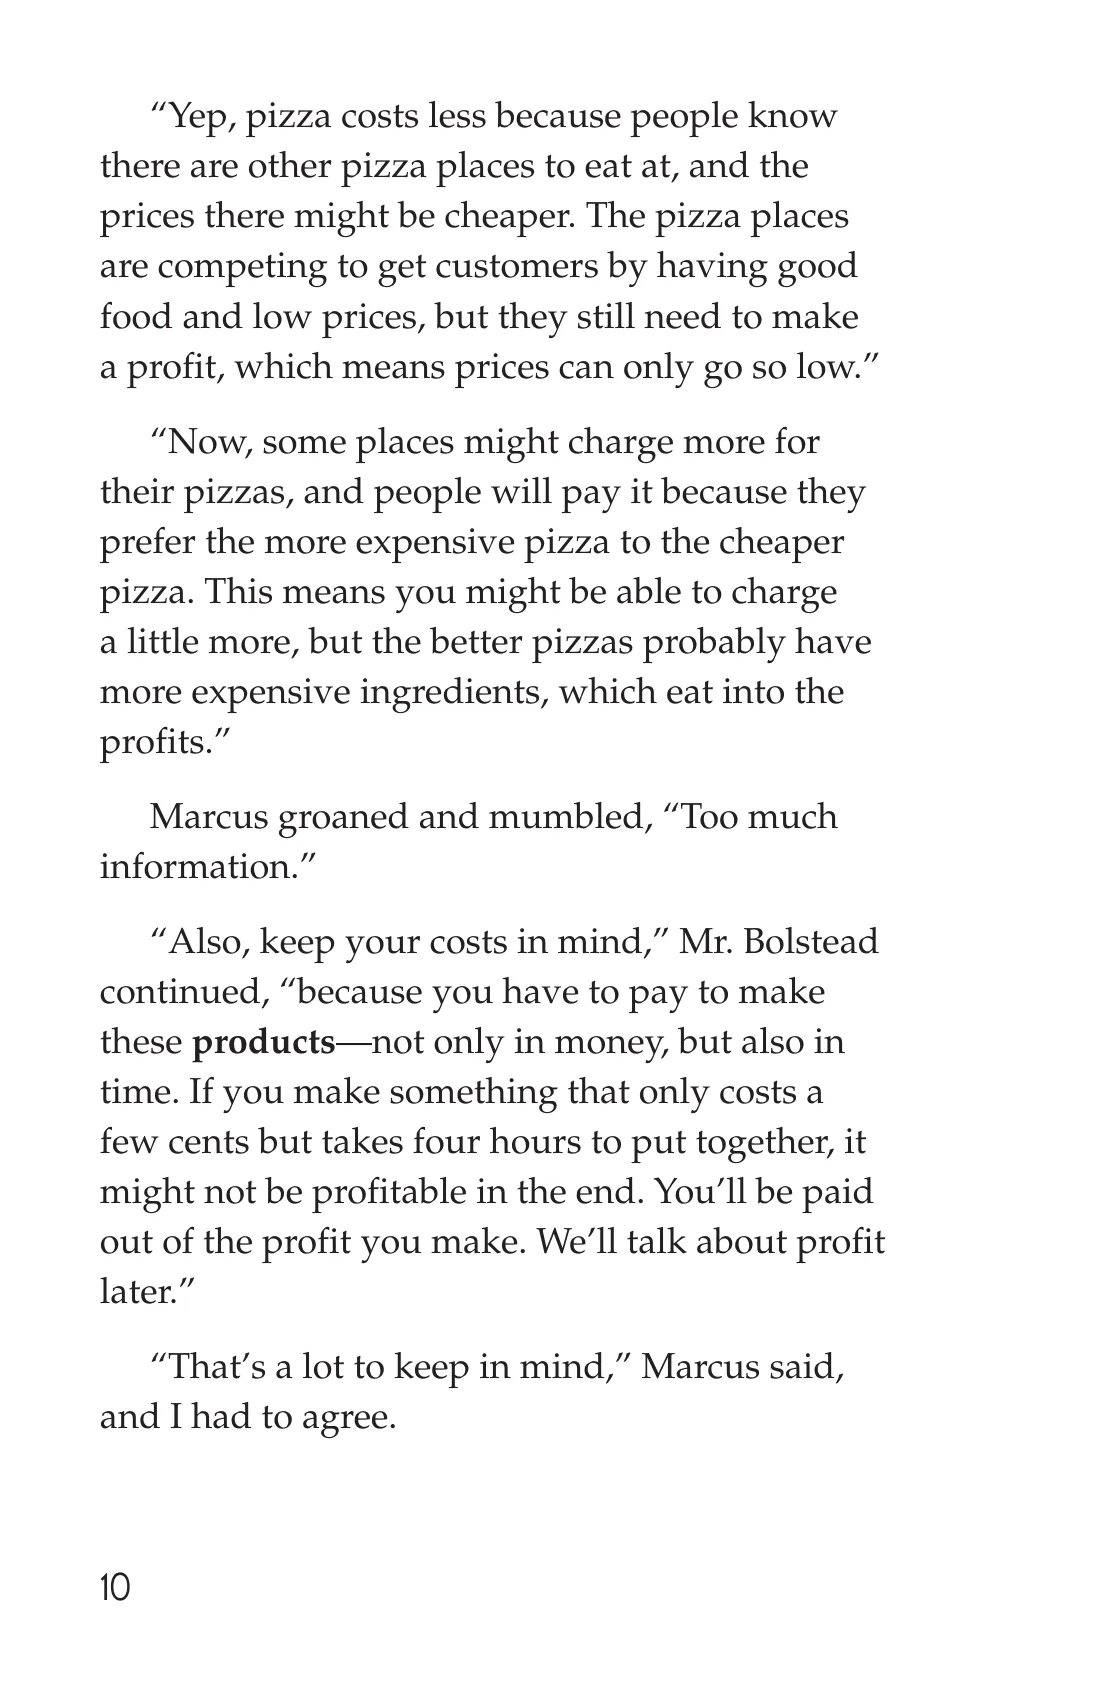 “Yep, pizza costs less because people know
there are other pizza places to eat at, and the
prices there might be cheaper. The pizza places
are competing to get customers by having good
food and low prices, but they still need to make
a profit, which means prices can only go so low.”
“Now, some places might charge more for
their pizzas, and people will pay it because they
prefer the more expensive pizza to the cheaper
pizza. This means you might be able to charge
a little more, but the better pizzas probably have
more expensive ingredients, which eat into the
profits.”
Marcus groaned and mumbled, “Too much
information.”
“Also, keep your costs in mind,” Mr. Bolstead
continued, “because you have to pay to make
these products—not only in money, but also in
time. If you make something that only costs a
few cents but takes four hours to put together, it
might not be profitable in the end. You’ll be paid
out of the profit you make. We’ll talk about profit
later.”
“That’s a lot to keep in mind,” Marcus said,
and I had to agree.
10